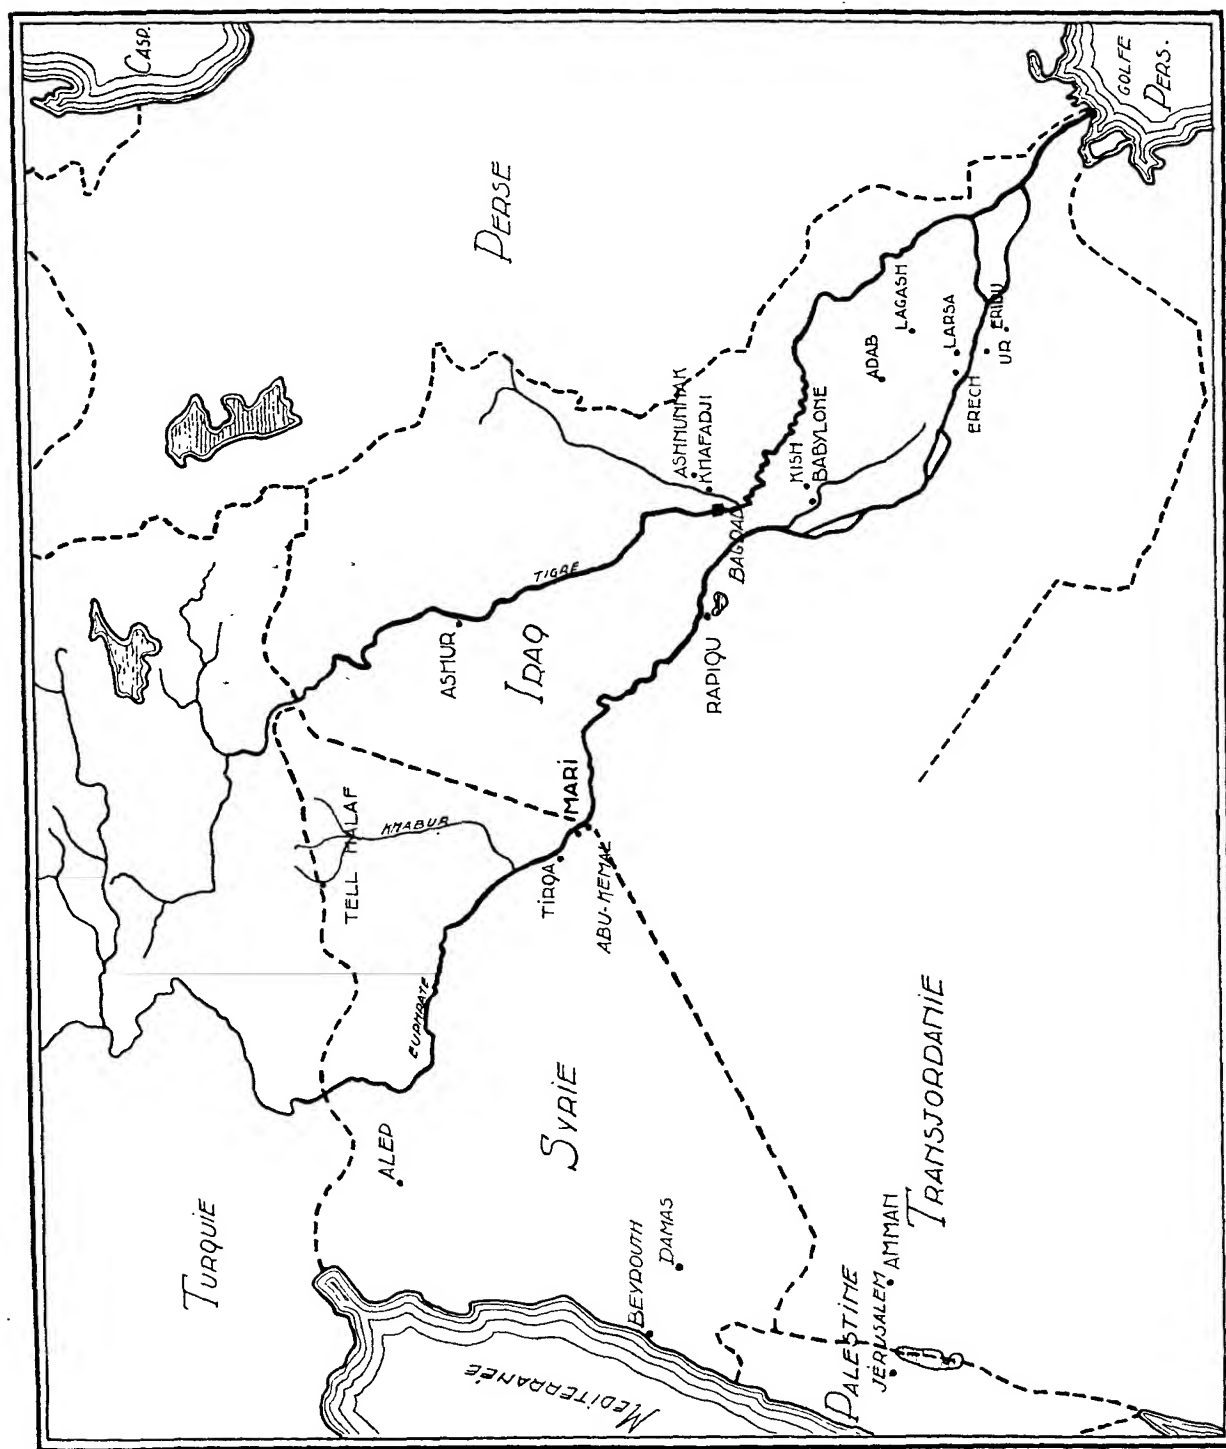 CASP.
TURQUIE
PERSE
TELL HALAF
KHABUR
ALEP
EUPHRATE
ASHUR
TIGRE
IRAQ
SYRIE
TIRQA
MARI
ABU-KEMAL
MEDITERRANÉE
BEYROUTH
DAMAS
RAPIQU
BAGDAD
ASHNUNNAK
KHAFADJI
KISH
BABYLONE
ADAB
LAGASH
LARSA
ERECH
UR
ERIDU
GOLFE
PERS.
PALESTINE
JÉRUSALEM
AMMAN
TRANSJORDANIE